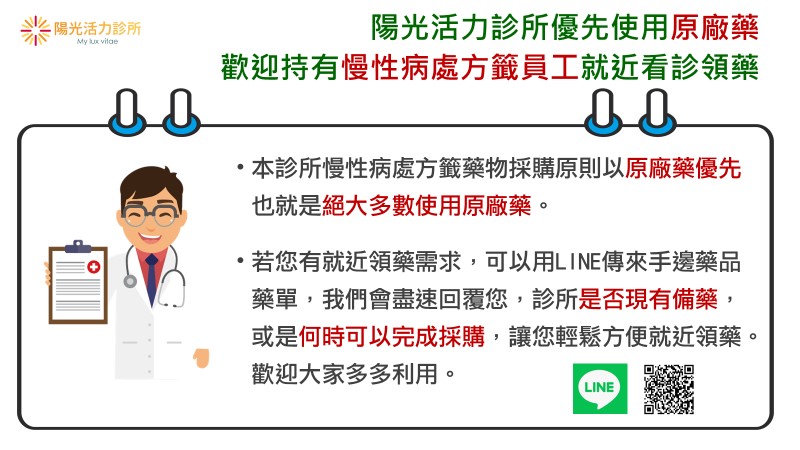 陽光活力診所
My lux vitae
陽光活力診所優先使用原廠藥
歡迎持有慢性病處方籤員工就近看診領藥
•本診所慢性病處方籤藥物採購原則以原廠藥優先
也就是絕大多數使用原廠藥。
•若您有就近領藥需求，可以用LINE傳來手邊藥品
藥單，我們會盡速回覆您，診所是否現有備藥，
或是何時可以完成採購，讓您輕鬆方便就近領藥。
歡迎大家多多利用。
LINE